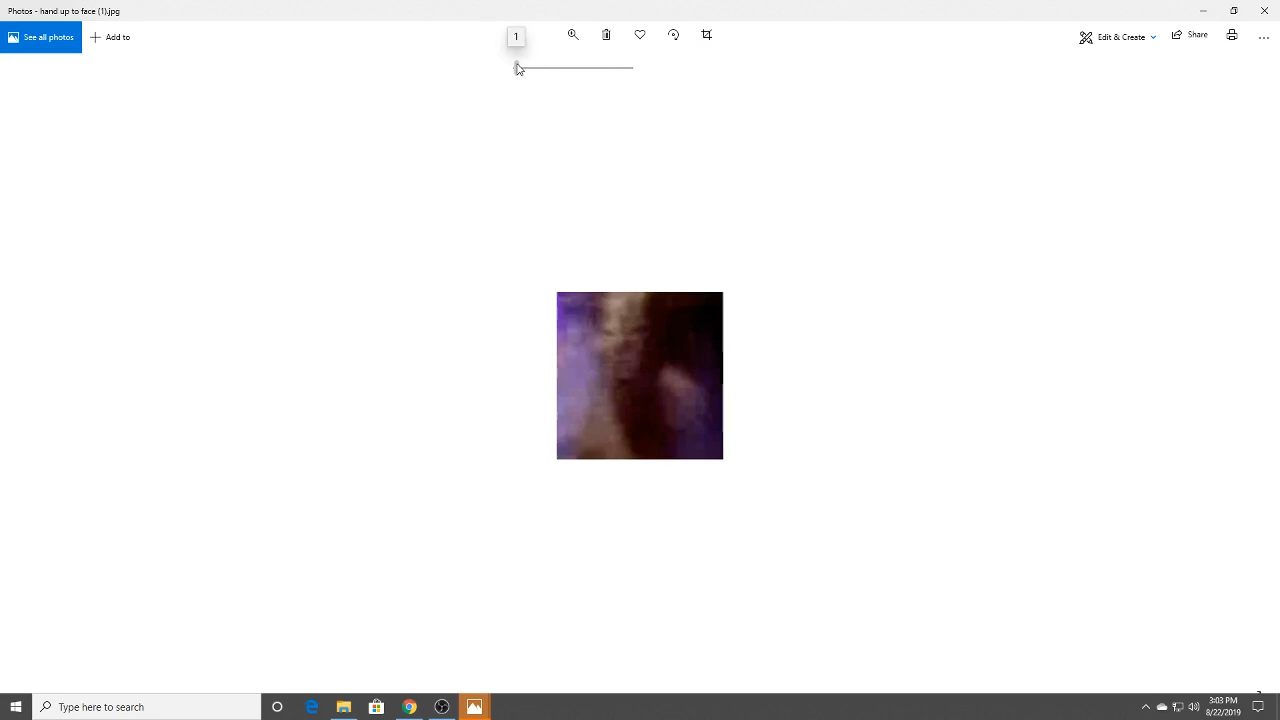 Photos - hand up to face (1).jpg
See all photos
Add to
1
Edit & Create
Share
Type here to search
3:03 PM
8/22/2019